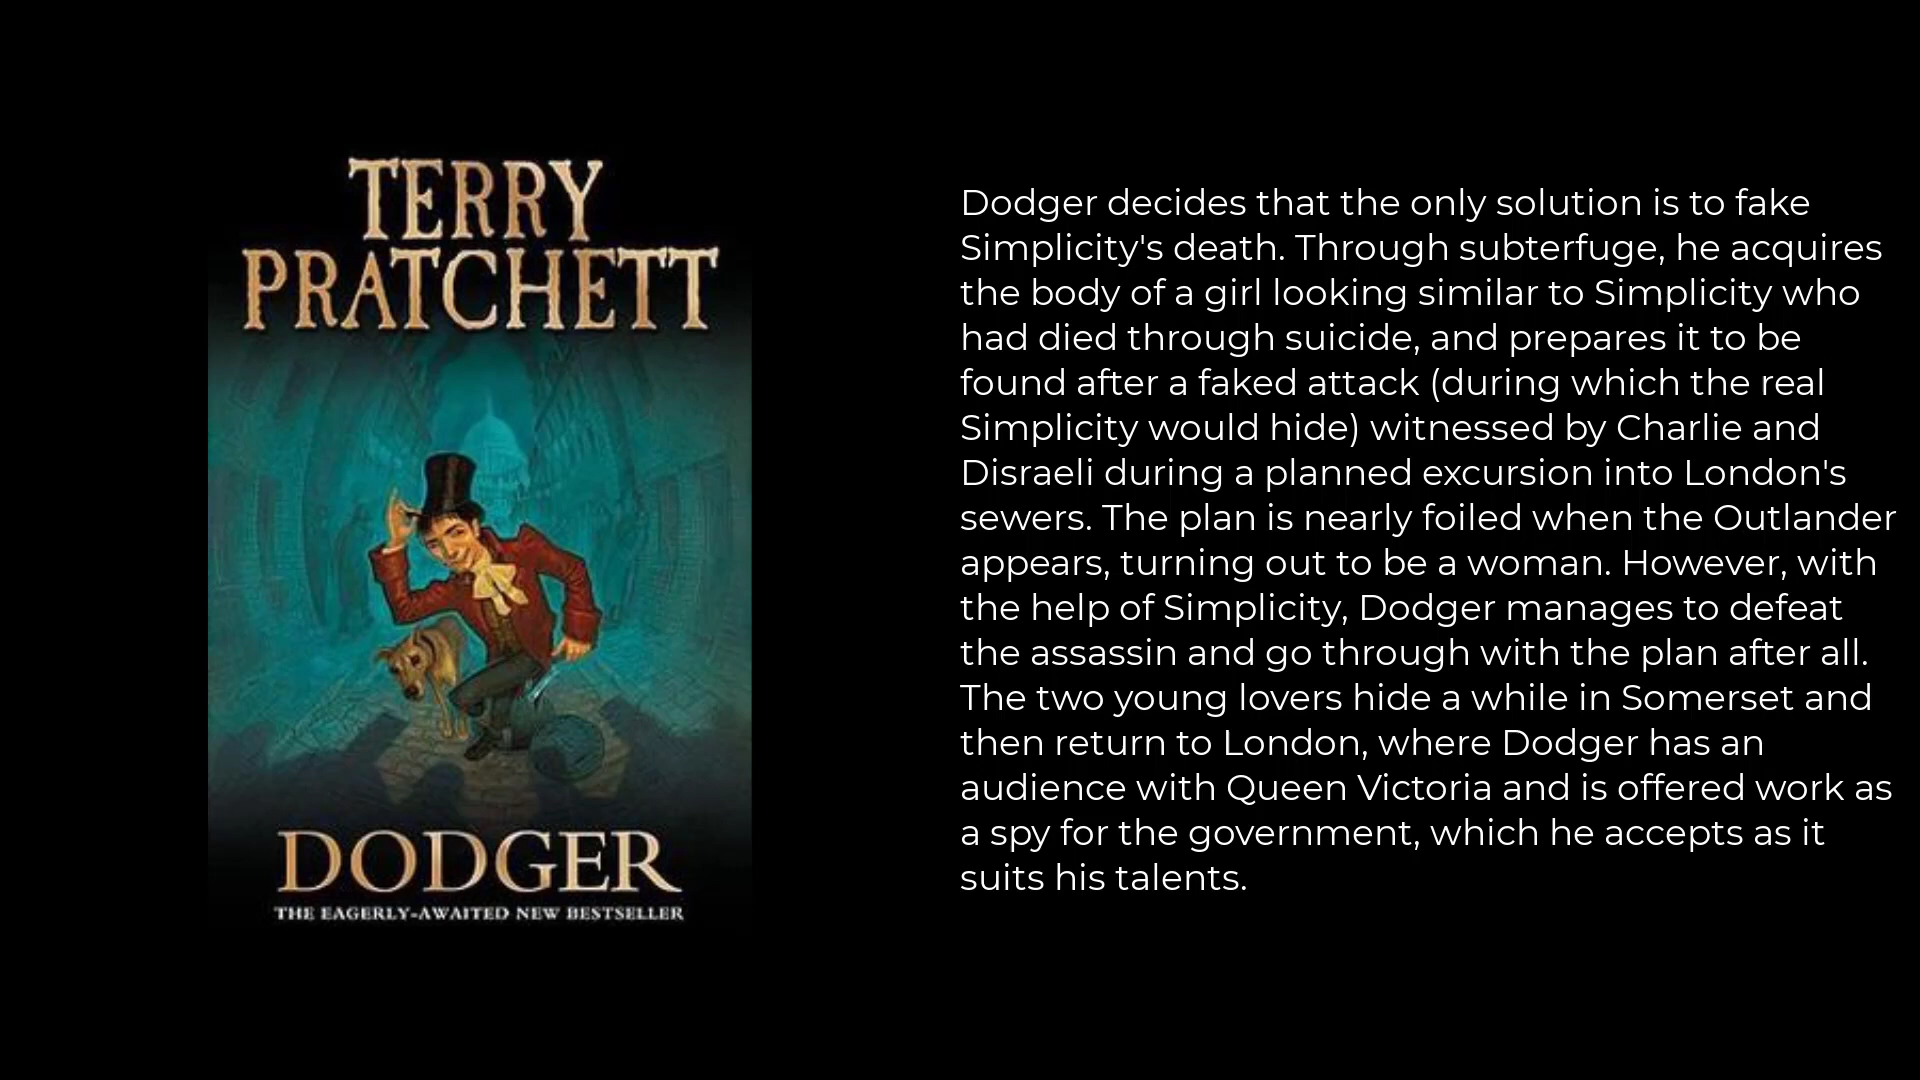 TERRY
PRATCHETT
DODGER
THE EAGERLY-AWAITED NEW BESTSELLER
Dodger decides that the only solution is to fake
Simplicity's death. Through subterfuge, he acquires
the body of a girl looking similar to Simplicity who
had died through suicide, and prepares it to be
found after a faked attack (during which the real
Simplicity would hide) witnessed by Charlie and
Disraeli during a planned excursion into London's
sewers. The plan is nearly foiled when the Outlander
appears, turning out to be a woman. However, with
the help of Simplicity, Dodger manages to defeat
the assassin and go through with the plan after all.
The two young lovers hide a while in Somerset and
then return to London, where Dodger has an
audience with Queen Victoria and is offered work as
a spy for the government, which he accepts as it
suits his talents.